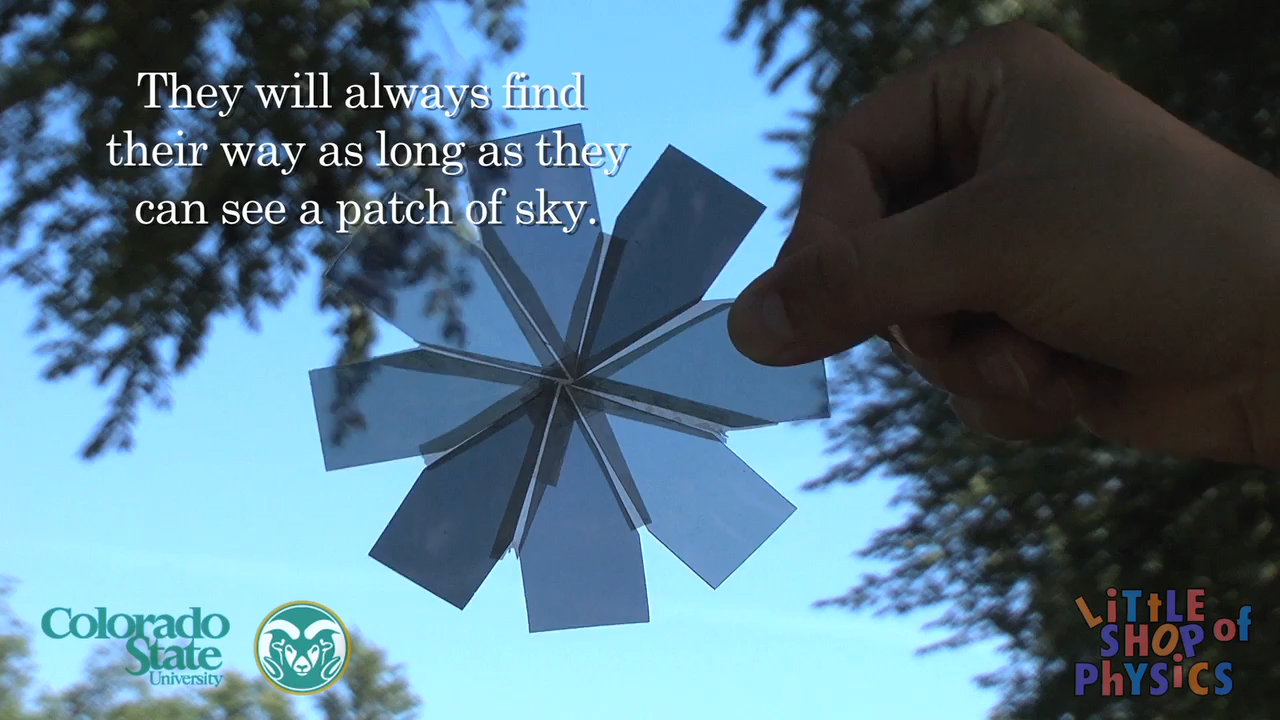 They will always find
their way as long as they
can see a patch of sky.
Colorado
State
University
LiTTLE
SHOP of
PhYSiCS